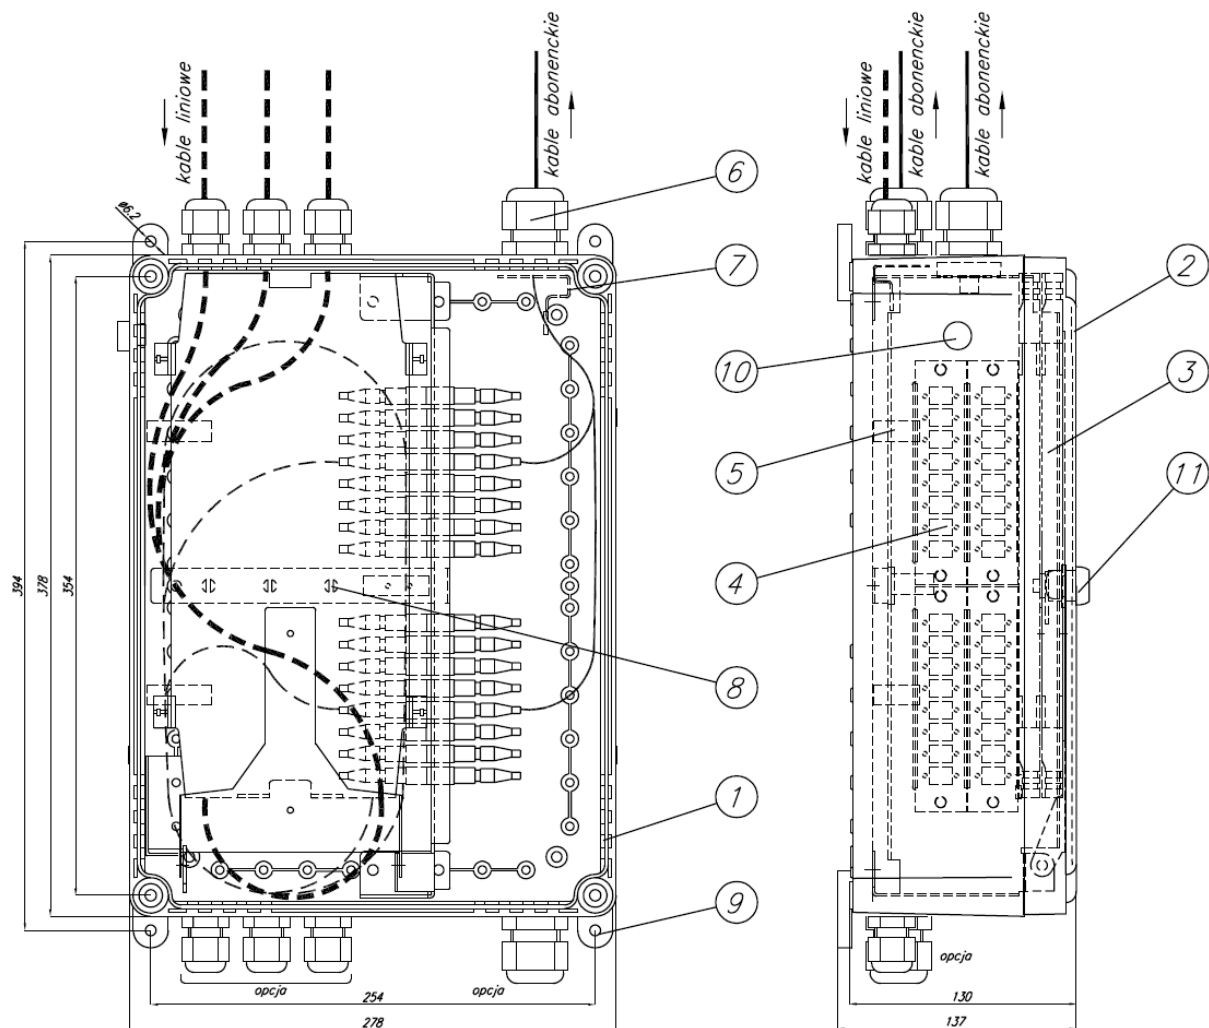 kable liniowe
kable abonenckie
kable liniowe
kable abonenckie
kable abonenckie
ø6.2
6
7
2
10
3
5
11
4
8
1
9
394
378
354
opcja
254
opcja
278
opcja
130
137